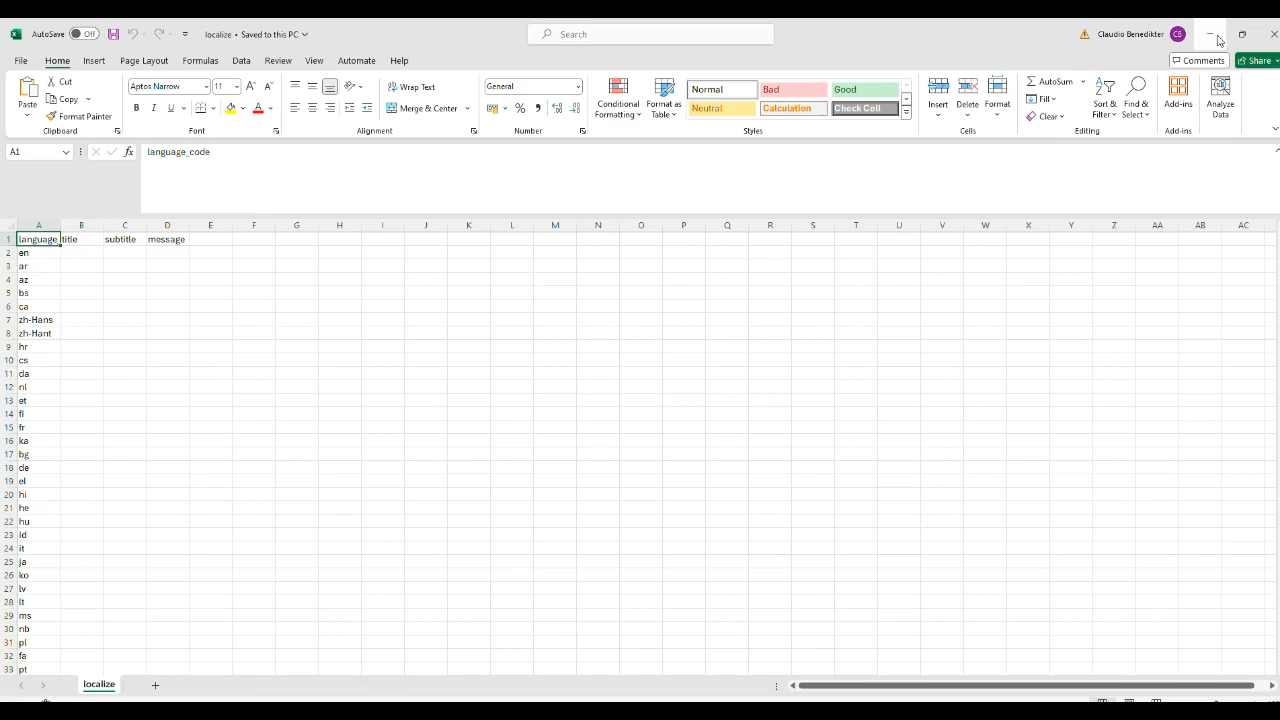 AutoSave Off localize • Saved to this PC Search Claudio Benedikter CB
File Home Insert Page Layout Formulas Data Review View Automate Help Comments Share
Paste Cut Copy Format Painter Clipboard
Aptos Narrow 11 A A B I U A Font
Wrap Text Merge & Center Alignment
General % Number
Conditional Formatting Format as Table Normal Bad Good Neutral Calculation Check Cell Styles
Insert Delete Format Cells
AutoSum Fill Clear Sort & Filter Find & Select Editing
Add-ins Add-ins
Analyze Data
A1 fx language_code
A B C D E F G H I J K L M N O P Q R S T U V W X Y Z AA AB AC
1 language title subtitle message
2 en
3 ar
4 az
5 bs
6 ca
7 zh-Hans
8 zh-Hant
9 hr
10 cs
11 da
12 nl
13 et
14 fi
15 fr
16 ka
17 bg
18 de
19 el
20 hi
21 he
22 hu
23 id
24 it
25 ja
26 ko
27 lv
28 lt
29 ms
30 nb
31 pl
32 fa
33 pt
localize